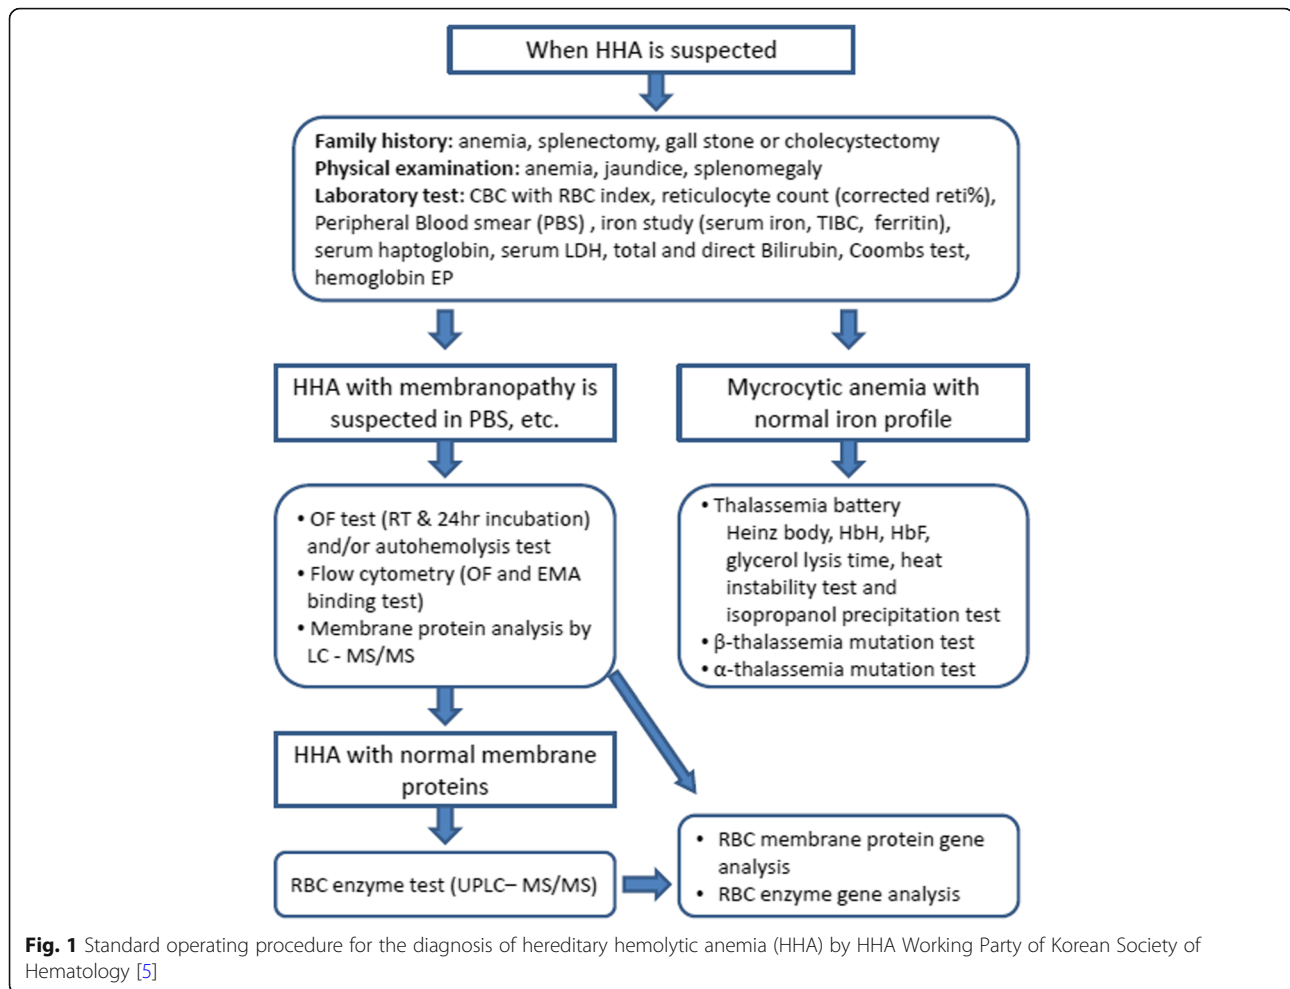 When HHA is suspected
Family history: anemia, splenectomy, gall stone or cholecystectomy
Physical examination: anemia, jaundice, splenomegaly
Laboratory test: CBC with RBC index, reticulocyte count (corrected reti%),
Peripheral Blood smear (PBS) , iron study (serum iron, TIBC, ferritin),
serum haptoglobin, serum LDH, total and direct Bilirubin, Coombs test,
hemoglobin EP
HHA with membranopathy is
suspected in PBS, etc.
Mycrocytic anemia with
normal iron profile
• OF test (RT & 24hr incubation)
and/or autohemolysis test
• Flow cytometry (OF and EMA
binding test)
• Membrane protein analysis by
LC - MS/MS
• Thalassemia battery
Heinz body, HbH, HbF,
glycerol lysis time, heat
instability test and
isopropanol precipitation test
• β-thalassemia mutation test
• α-thalassemia mutation test
HHA with normal membrane
proteins
RBC enzyme test (UPLC– MS/MS)
• RBC membrane protein gene
analysis
• RBC enzyme gene analysis
Fig. 1 Standard operating procedure for the diagnosis of hereditary hemolytic anemia (HHA) by HHA Working Party of Korean Society of
Hematology [5]